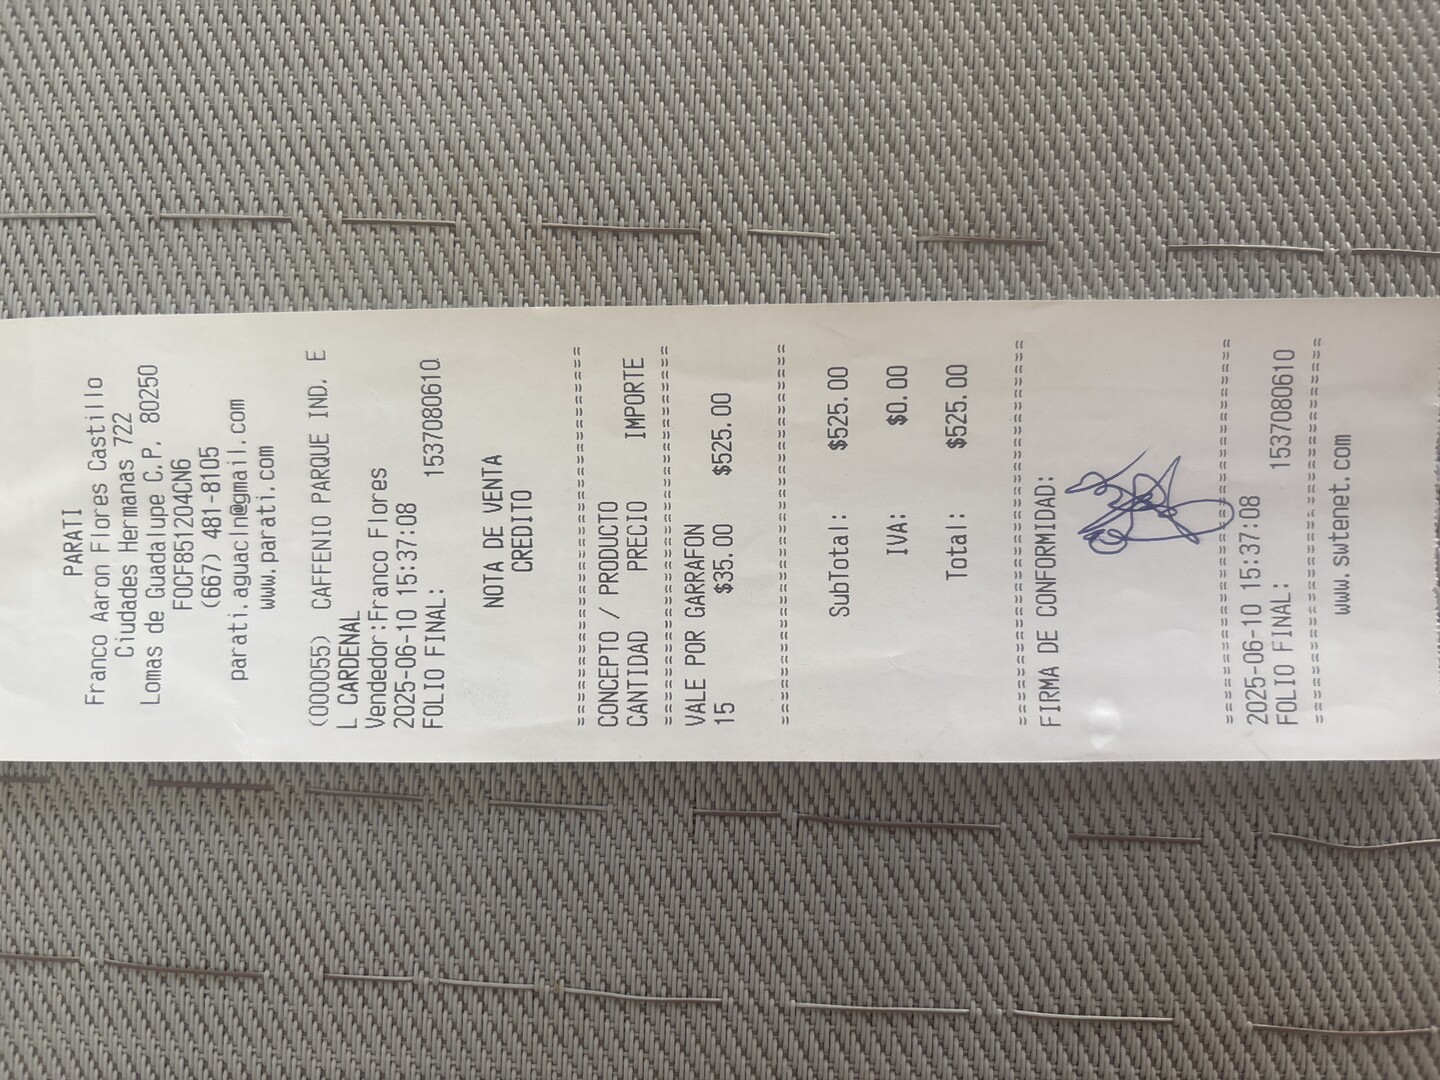 PARATI
Franco Aaron Flores Castillo
Ciudades Hermanas 722
Lomas de Guadalupe C.P. 80250
FOCF851204CN6
(667) 481-8105
parati.aguacln@gmail.com
www.parati.com
(000055) CAFFENIO PARQUE IND. E
L CARDENAL
Vendedor:Franco Flores
2025-06-10 15:37:08
FOLIO FINAL: 1537080610
NOTA DE VENTA
CREDITO
===============================
CONCEPTO / PRODUCTO
CANTIDAD PRECIO IMPORTE
===============================
VALE POR GARRAFON
15 $35.00 $525.00
===============================
SubTotal: $525.00
IVA: $0.00
Total: $525.00
===============================
FIRMA DE CONFORMIDAD:
===============================
2025-06-10 15:37:08
FOLIO FINAL: 1537080610
===============================
www.swtenet.com